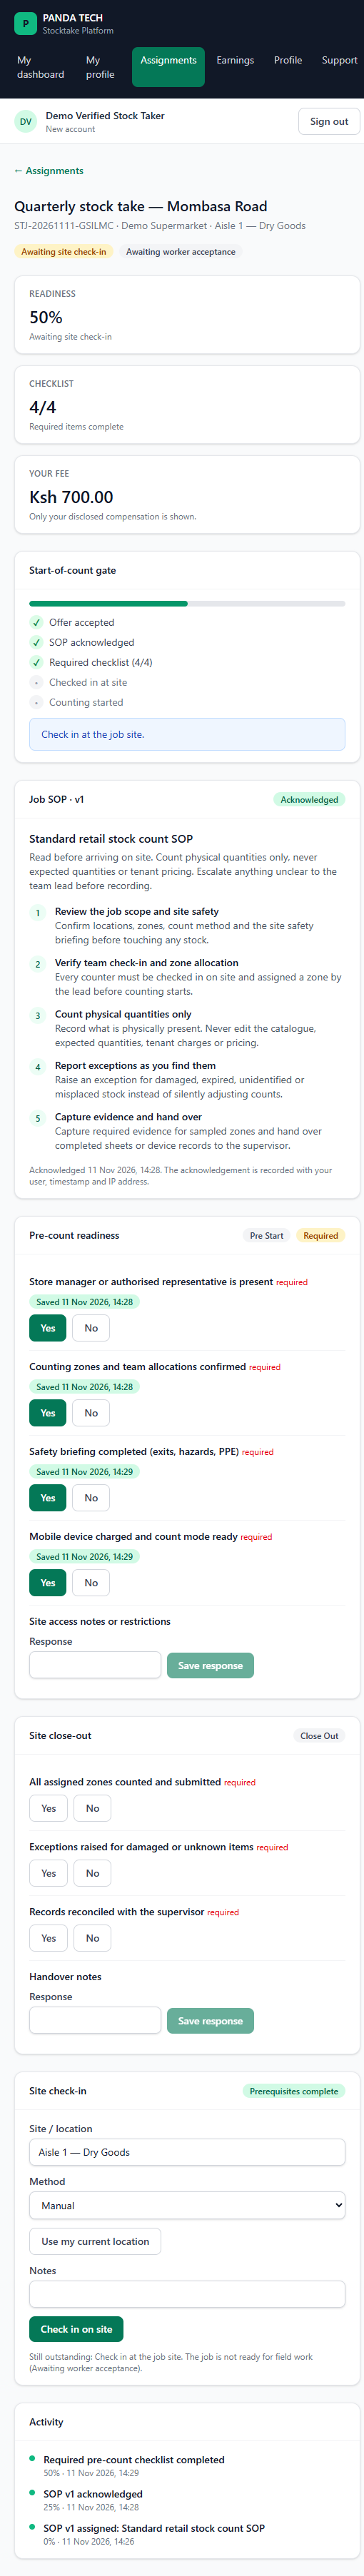 P
PANDA TECH
Stocktake Platform
My dashboard
My profile
Assignments
Earnings
Profile
Support
DV
Demo Verified Stock Taker
New account
Sign out
← Assignments
Quarterly stock take — Mombasa Road
STJ-20261111-GSILMC · Demo Supermarket · Aisle 1 — Dry Goods
Awaiting site check-in
Awaiting worker acceptance
READINESS
50%
Awaiting site check-in
CHECKLIST
4/4
Required items complete
YOUR FEE
Ksh 700.00
Only your disclosed compensation is shown.
Start-of-count gate
✓ Offer accepted
✓ SOP acknowledged
✓ Required checklist (4/4)
• Checked in at site
• Counting started
Check in at the job site.
Job SOP · v1
Acknowledged
Standard retail stock count SOP
Read before arriving on site. Count physical quantities only, never
expected quantities or tenant pricing. Escalate anything unclear to the
team lead before recording.
1 Review the job scope and site safety
Confirm locations, zones, count method and the site safety
briefing before touching any stock.
2 Verify team check-in and zone allocation
Every counter must be checked in on site and assigned a zone by
the lead before counting starts.
3 Count physical quantities only
Record what is physically present. Never edit the catalogue,
expected quantities, tenant charges or pricing.
4 Report exceptions as you find them
Raise an exception for damaged, expired, unidentified or
misplaced stock instead of silently adjusting counts.
5 Capture evidence and hand over
Capture required evidence for sampled zones and hand over
completed sheets or device records to the supervisor.
Acknowledged 11 Nov 2026, 14:28. The acknowledgement is recorded with your
user, timestamp and IP address.
Pre-count readiness
Pre Start
Required
Store manager or authorised representative is present required
Saved 11 Nov 2026, 14:28
Yes No
Counting zones and team allocations confirmed required
Saved 11 Nov 2026, 14:28
Yes No
Safety briefing completed (exits, hazards, PPE) required
Saved 11 Nov 2026, 14:29
Yes No
Mobile device charged and count mode ready required
Saved 11 Nov 2026, 14:29
Yes No
Site access notes or restrictions
Response
Save response
Site close-out
Close Out
All assigned zones counted and submitted required
Yes No
Exceptions raised for damaged or unknown items required
Yes No
Records reconciled with the supervisor required
Yes No
Handover notes
Response
Save response
Site check-in
Prerequisites complete
Site / location
Aisle 1 — Dry Goods
Method
Manual
Use my current location
Notes
Check in on site
Still outstanding: Check in at the job site. The job is not ready for field work
(Awaiting worker acceptance).
Activity
Required pre-count checklist completed
50% · 11 Nov 2026, 14:29
SOP v1 acknowledged
25% · 11 Nov 2026, 14:28
SOP v1 assigned: Standard retail stock count SOP
0% · 11 Nov 2026, 14:26